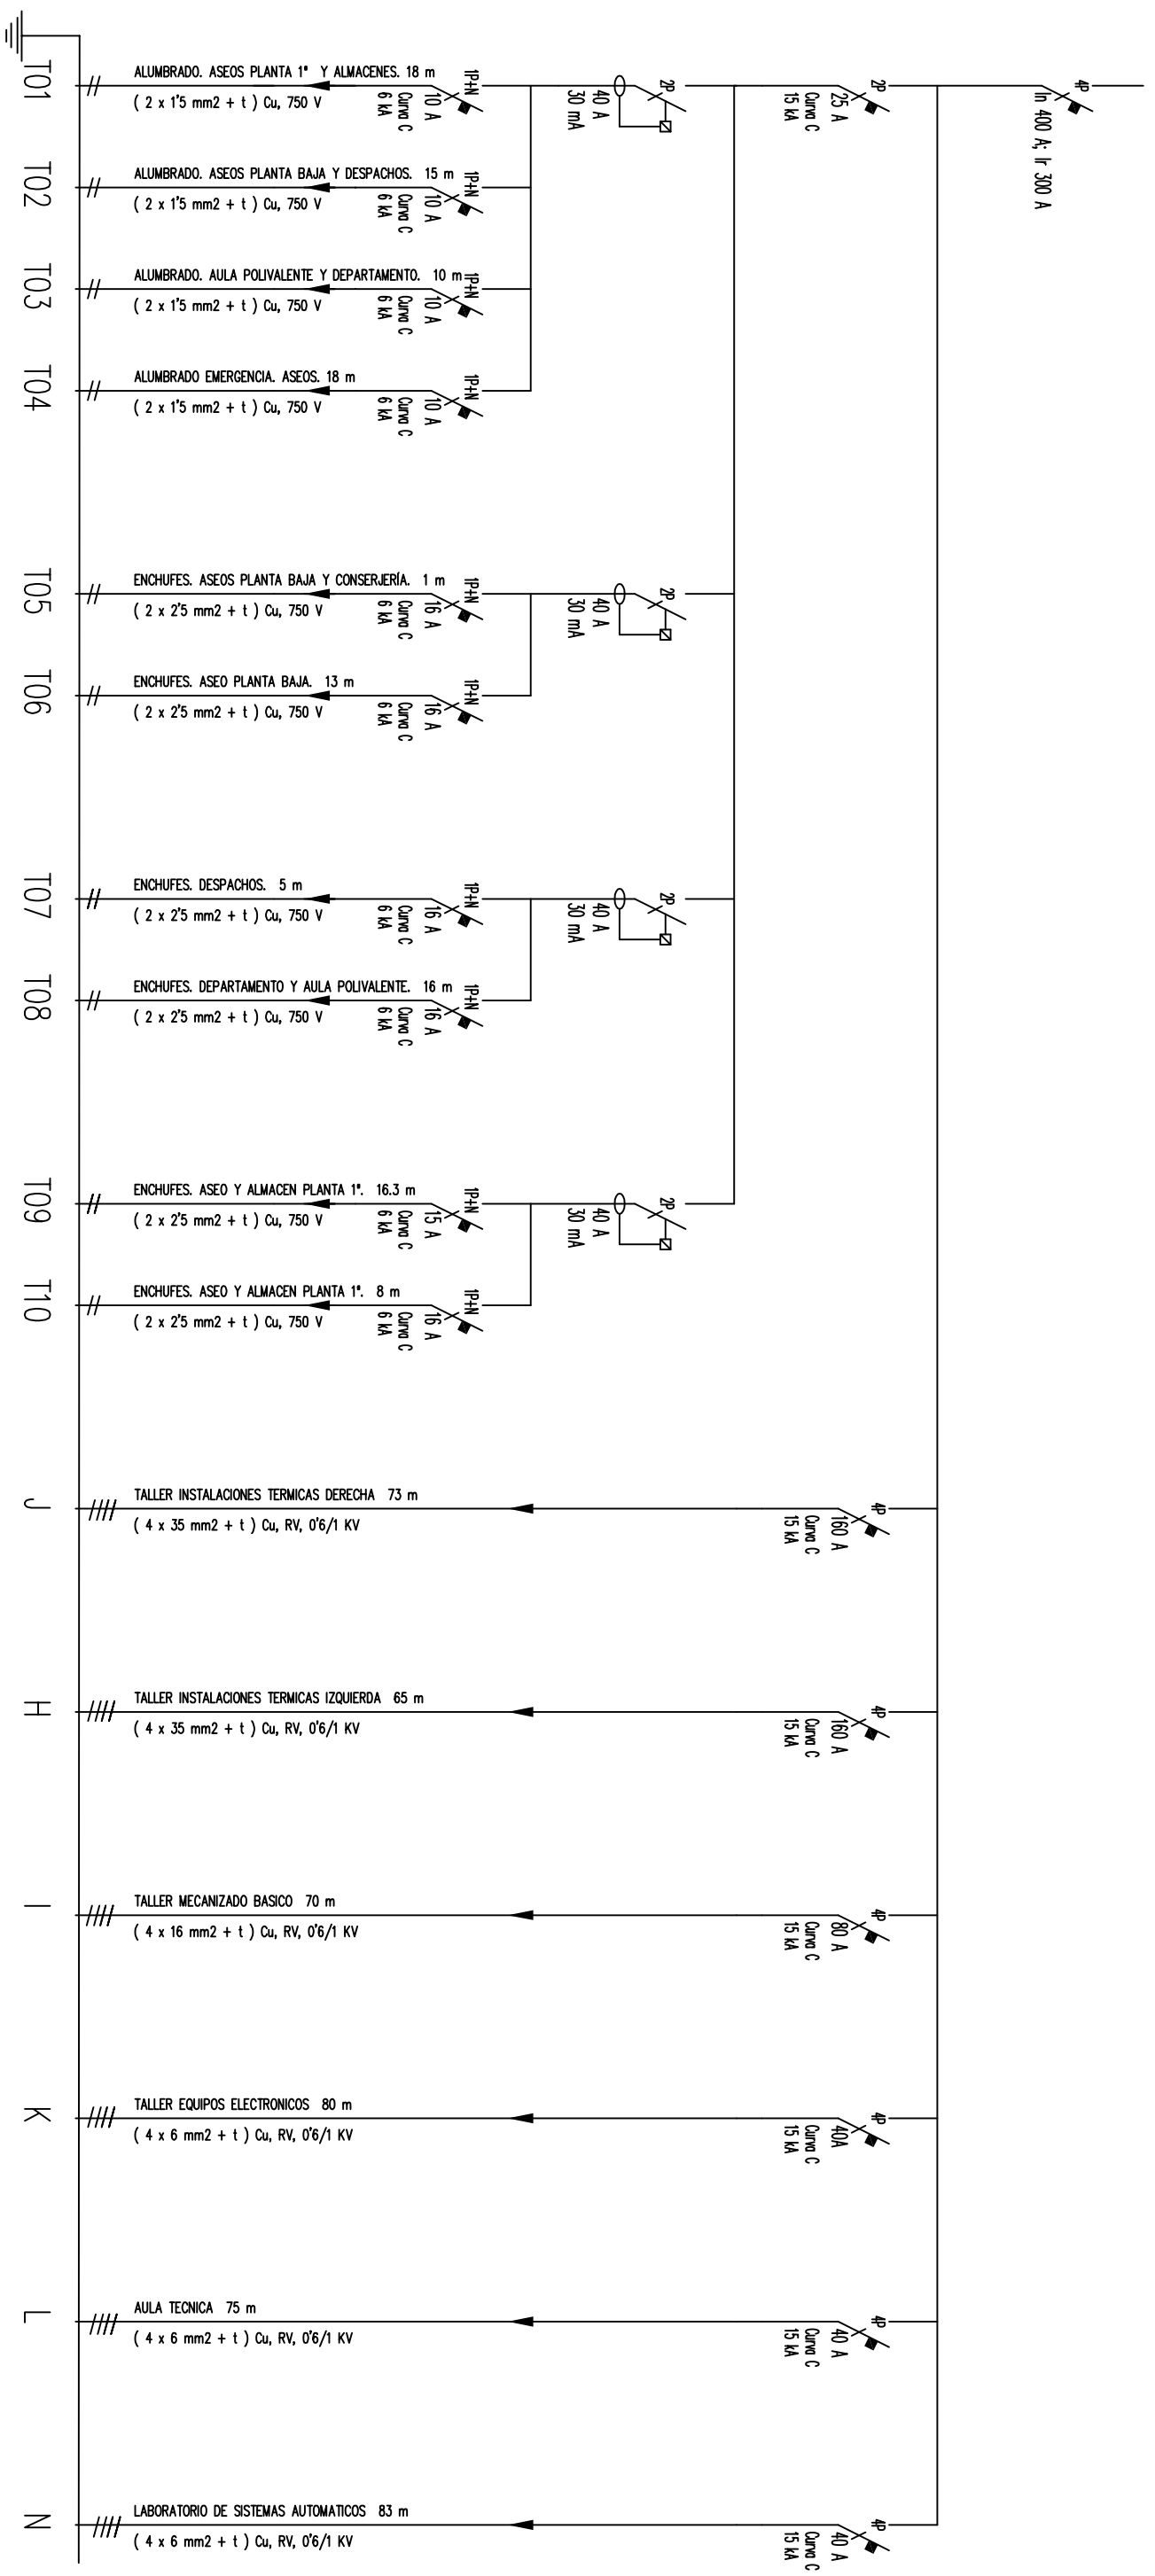 4P
In 400 A; Ir 300 A
2P
25 A
Curva C
15 kA
2P
40 A
30 mA
1P+N
10 A
Curva C
6 kA
ALUMBRADO. ASEOS PLANTA 1ª Y ALMACENES. 18 m
( 2 x 1'5 mm2 + t ) Cu, 750 V
T01
1P+N
10 A
Curva C
6 kA
ALUMBRADO. ASEOS PLANTA BAJA Y DESPACHOS. 15 m
( 2 x 1'5 mm2 + t ) Cu, 750 V
T02
1P+N
10 A
Curva C
6 kA
ALUMBRADO. AULA POLIVALENTE Y DEPARTAMENTO. 10 m
( 2 x 1'5 mm2 + t ) Cu, 750 V
T03
1P+N
10 A
Curva C
6 kA
ALUMBRADO EMERGENCIA. ASEOS. 18 m
( 2 x 1'5 mm2 + t ) Cu, 750 V
T04
2P
40 A
30 mA
1P+N
16 A
Curva C
6 kA
ENCHUFES. ASEOS PLANTA BAJA Y CONSERJERÍA. 1 m
( 2 x 2'5 mm2 + t ) Cu, 750 V
T05
1P+N
16 A
Curva C
6 kA
ENCHUFES. ASEO PLANTA BAJA. 13 m
( 2 x 2'5 mm2 + t ) Cu, 750 V
T06
2P
40 A
30 mA
1P+N
16 A
Curva C
6 kA
ENCHUFES. DESPACHOS. 5 m
( 2 x 2'5 mm2 + t ) Cu, 750 V
T07
1P+N
16 A
Curva C
6 kA
ENCHUFES. DEPARTAMENTO Y AULA POLIVALENTE. 16 m
( 2 x 2'5 mm2 + t ) Cu, 750 V
T08
2P
40 A
30 mA
1P+N
15 A
Curva C
6 kA
ENCHUFES. ASEO Y ALMACEN PLANTA 1ª. 16.3 m
( 2 x 2'5 mm2 + t ) Cu, 750 V
T09
1P+N
16 A
Curva C
6 kA
ENCHUFES. ASEO Y ALMACEN PLANTA 1ª. 8 m
( 2 x 2'5 mm2 + t ) Cu, 750 V
T10
4P
160 A
Curva C
15 kA
TALLER INSTALACIONES TERMICAS DERECHA 73 m
( 4 x 35 mm2 + t ) Cu, RV, 0'6/1 KV
J
4P
160 A
Curva C
15 kA
TALLER INSTALACIONES TERMICAS IZQUIERDA 65 m
( 4 x 35 mm2 + t ) Cu, RV, 0'6/1 KV
H
4P
80 A
Curva C
15 kA
TALLER MECANIZADO BASICO 70 m
( 4 x 16 mm2 + t ) Cu, RV, 0'6/1 KV
I
4P
40A
Curva C
15 kA
TALLER EQUIPOS ELECTRONICOS 80 m
( 4 x 6 mm2 + t ) Cu, RV, 0'6/1 KV
K
4P
40 A
Curva C
15 kA
AULA TECNICA 75 m
( 4 x 6 mm2 + t ) Cu, RV, 0'6/1 KV
L
4P
40 A
Curva C
15 kA
LABORATORIO DE SISTEMAS AUTOMATICOS 83 m
( 4 x 6 mm2 + t ) Cu, RV, 0'6/1 KV
N